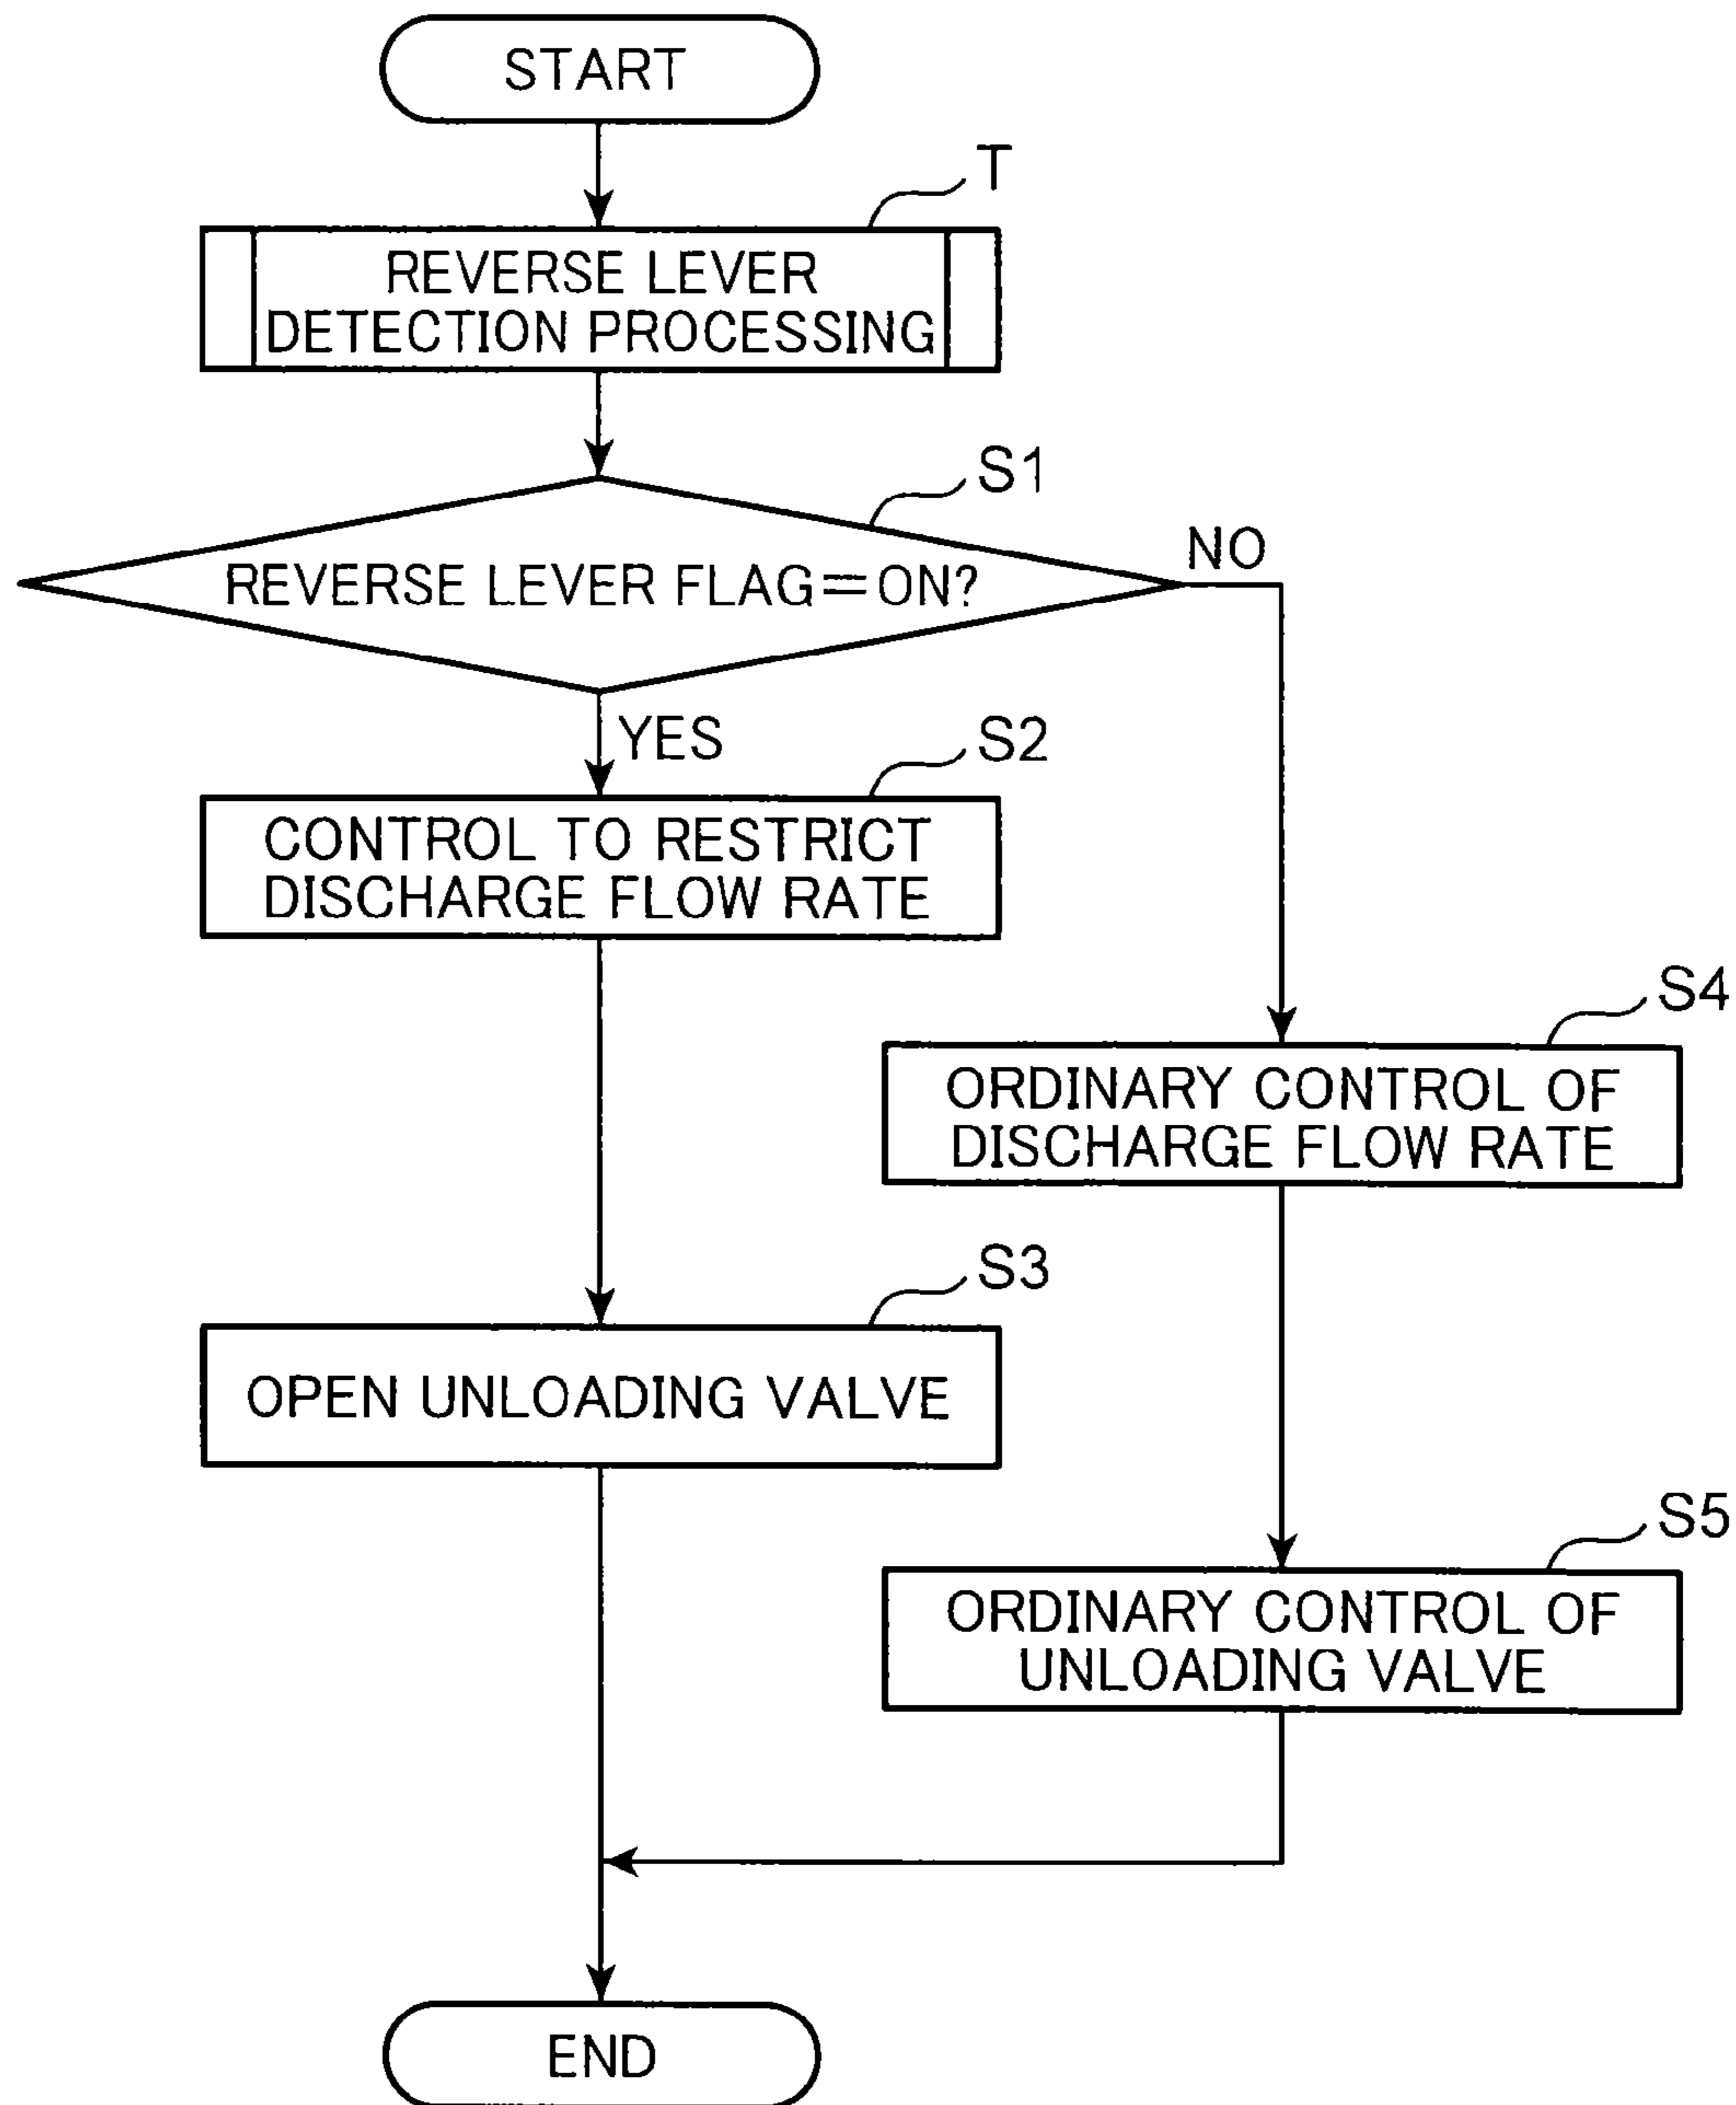 START
T
REVERSE LEVER
DETECTION PROCESSING
S1
REVERSE LEVER FLAG=ON?
NO
YES
S2
CONTROL TO RESTRICT
DISCHARGE FLOW RATE
S4
ORDINARY CONTROL OF
DISCHARGE FLOW RATE
S3
OPEN UNLOADING VALVE
S5
ORDINARY CONTROL OF
UNLOADING VALVE
END